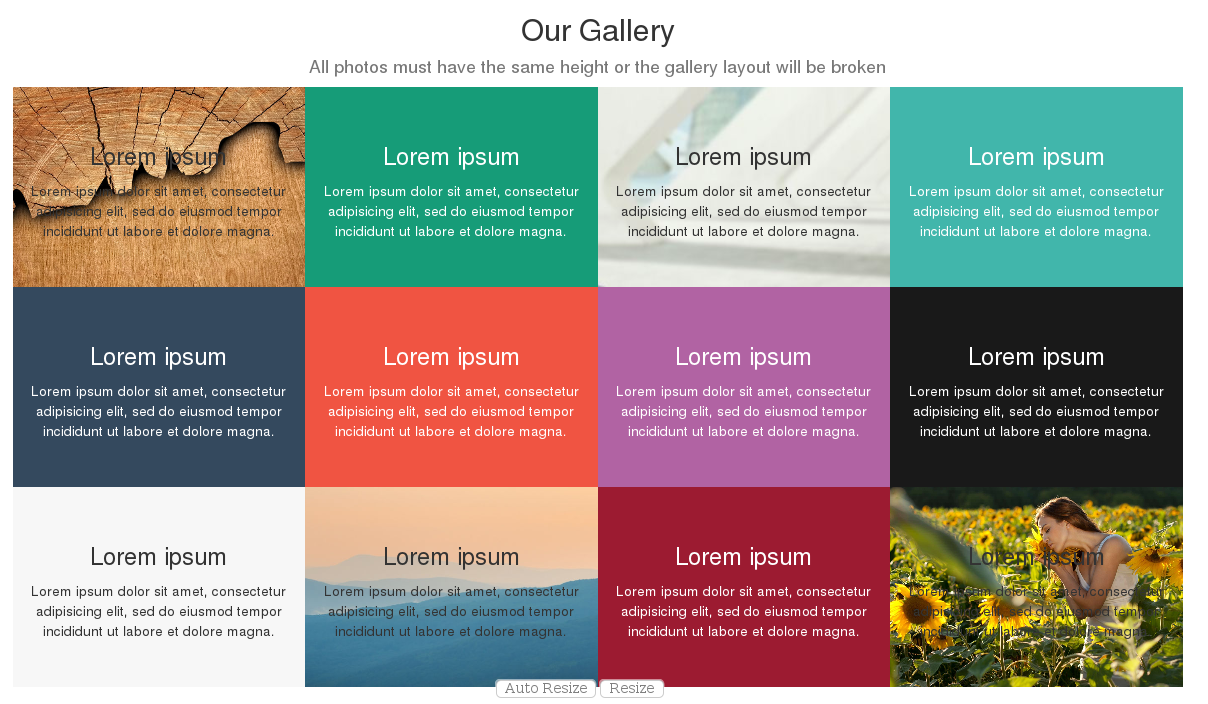 Our Gallery
All photos must have the same height or the gallery layout will be broken
Lorem ipsum
Lorem ipsum dolor sit amet, consectetur
adipisicing elit, sed do eiusmod tempor
incididunt ut labore et dolore magna.
Lorem ipsum
Lorem ipsum dolor sit amet, consectetur
adipisicing elit, sed do eiusmod tempor
incididunt ut labore et dolore magna.
Lorem ipsum
Lorem ipsum dolor sit amet, consectetur
adipisicing elit, sed do eiusmod tempor
incididunt ut labore et dolore magna.
Lorem ipsum
Lorem ipsum dolor sit amet, consectetur
adipisicing elit, sed do eiusmod tempor
incididunt ut labore et dolore magna.
Lorem ipsum
Lorem ipsum dolor sit amet, consectetur
adipisicing elit, sed do eiusmod tempor
incididunt ut labore et dolore magna.
Lorem ipsum
Lorem ipsum dolor sit amet, consectetur
adipisicing elit, sed do eiusmod tempor
incididunt ut labore et dolore magna.
Lorem ipsum
Lorem ipsum dolor sit amet, consectetur
adipisicing elit, sed do eiusmod tempor
incididunt ut labore et dolore magna.
Lorem ipsum
Lorem ipsum dolor sit amet, consectetur
adipisicing elit, sed do eiusmod tempor
incididunt ut labore et dolore magna.
Lorem ipsum
Lorem ipsum dolor sit amet, consectetur
adipisicing elit, sed do eiusmod tempor
incididunt ut labore et dolore magna.
Lorem ipsum
Lorem ipsum dolor sit amet, consectetur
adipisicing elit, sed do eiusmod tempor
incididunt ut labore et dolore magna.
Lorem ipsum
Lorem ipsum dolor sit amet, consectetur
adipisicing elit, sed do eiusmod tempor
incididunt ut labore et dolore magna.
Lorem ipsum
Lorem ipsum dolor sit amet, consectetur
adipisicing elit, sed do eiusmod tempor
incididunt ut labore et dolore magna.
Auto Resize Resize